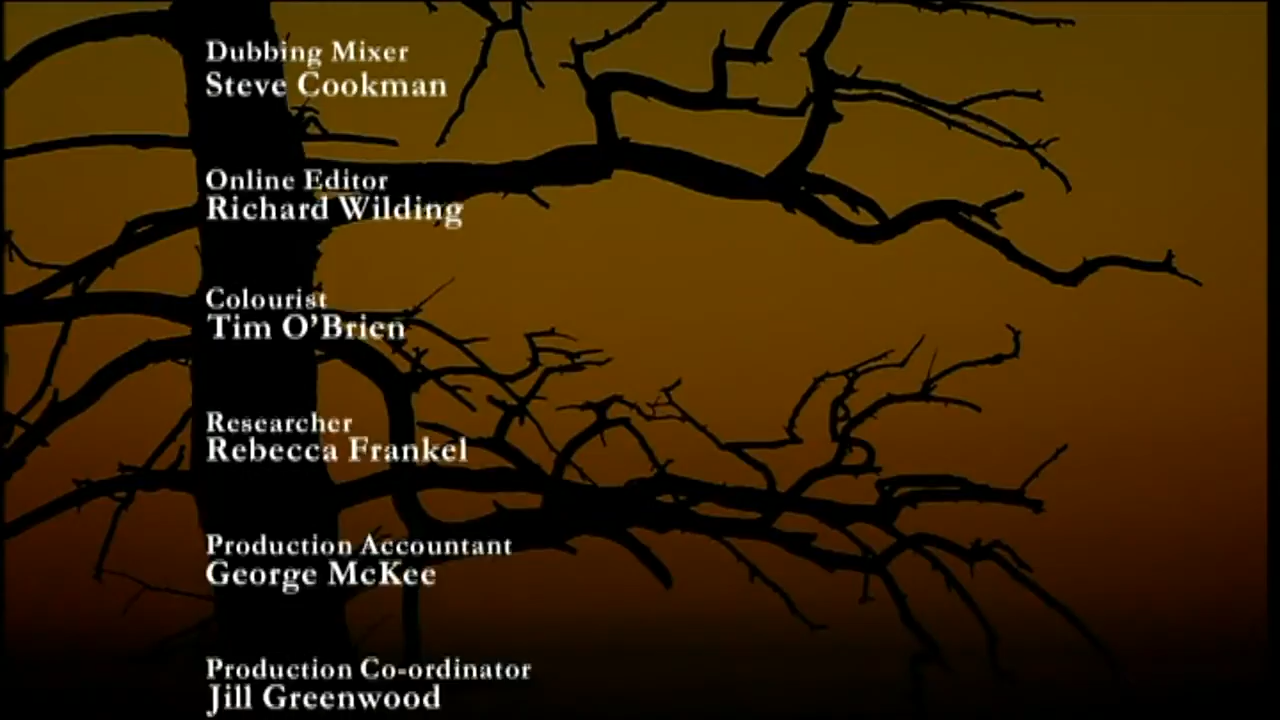 Dubbing Mixer
Steve Cookman
Online Editor
Richard Wilding
Colourist
Tim O'Brien
Researcher
Rebecca Frankel
Production Accountant
George McKee
Production Co-ordinator
Jill Greenwood